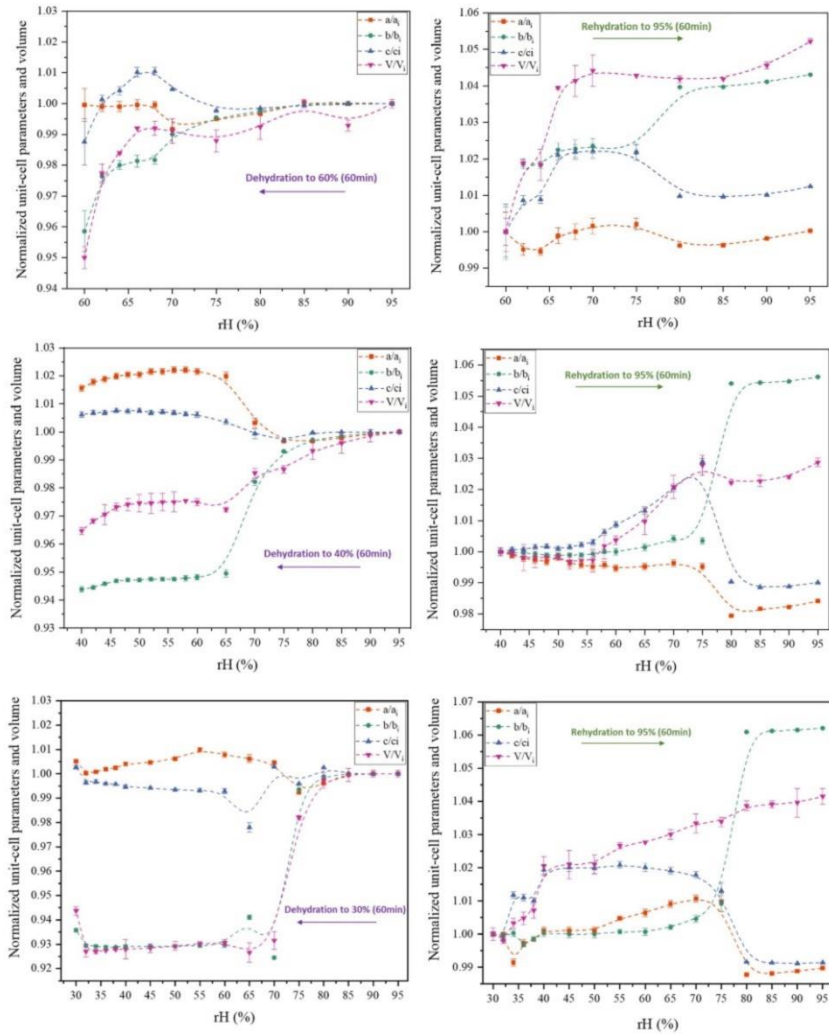 1.03
1.02
1.01
1.00
0.99
0.98
0.97
0.96
0.95
0.94
Normalized unit-cell parameters and volume
a/aᵢ
b/bᵢ
c/ci
V/Vᵢ
Dehydration to 60% (60min)
60 65 70 75 80 85 90 95
rH (%)
1.06
1.05
1.04
1.03
1.02
1.01
1.00
0.99
Normalized unit-cell parameters and volume
a/aᵢ
b/bᵢ
c/ci
V/Vᵢ
Rehydration to 95% (60min)
60 65 70 75 80 85 90 95
rH (%)
1.03
1.02
1.01
1.00
0.99
0.98
0.97
0.96
0.95
0.94
0.93
Normalized unit-cell parameters and volume
a/aᵢ
b/bᵢ
c/ci
V/Vᵢ
Dehydration to 40% (60min)
40 45 50 55 60 65 70 75 80 85 90 95
rH (%)
1.06
1.05
1.04
1.03
1.02
1.01
1.00
0.99
0.98
Normalized unit-cell parameters and volume
a/aᵢ
b/bᵢ
c/ci
V/Vᵢ
Rehydration to 95% (60min)
40 45 50 55 60 65 70 75 80 85 90 95
rH (%)
1.03
1.02
1.01
1.00
0.99
0.98
0.97
0.96
0.95
0.94
0.93
0.92
Normalized unit-cell parameters and volume
a/aᵢ
b/bᵢ
c/ci
V/Vᵢ
Dehydration to 30% (60min)
30 35 40 45 50 55 60 65 70 75 80 85 90 95
rH (%)
1.07
1.06
1.05
1.04
1.03
1.02
1.01
1.00
0.99
Normalized unit-cell parameters and volume
a/aᵢ
b/bᵢ
c/ci
V/Vᵢ
Rehydration to 95% (60min)
30 35 40 45 50 55 60 65 70 75 80 85 90 95
rH (%)